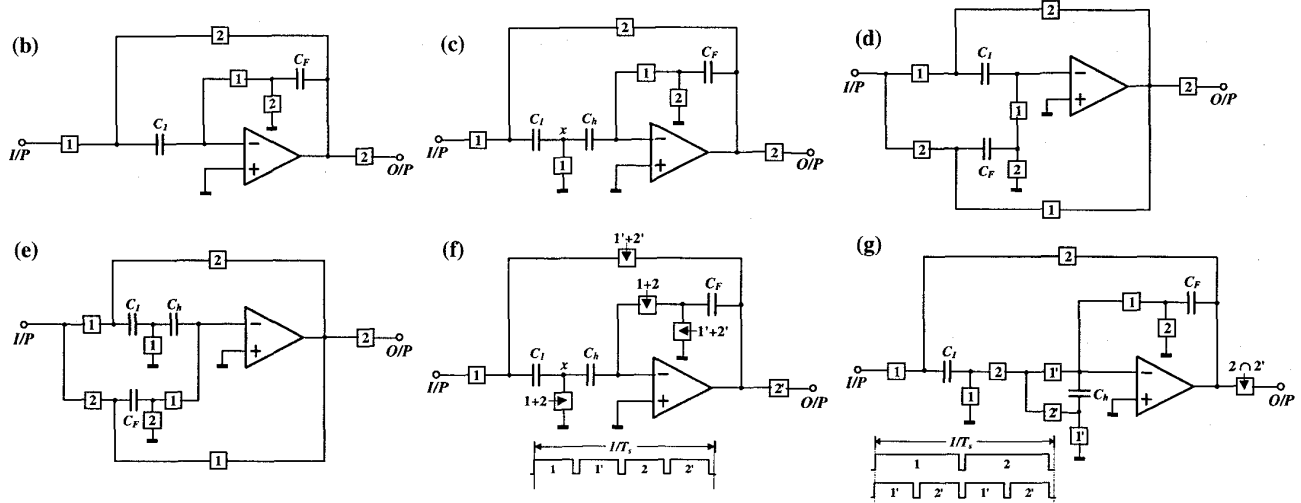 (b)
2
C_F
1
2
C_I
I/P
1
2
O/P
(c)
2
C_F
1
2
C_I
x
C_h
I/P
1
1
2
O/P
(d)
2
C_I
I/P
1
1
2
O/P
2
C_F
2
1
(e)
2
C_I
C_h
I/P
1
1
2
O/P
2
C_F
2
1
1
(f)
1'+2'
1+2
C_F
1'+2'
C_I
x
C_h
I/P
1
1+2
2'
O/P
I/T_s
1
1'
2
2'
(g)
2
C_F
1
2
C_I
I/P
1
1
2
1'
2'
C_h
1'
2∩2'
O/P
I/T_s
1
2
1'
2'
1'
2'